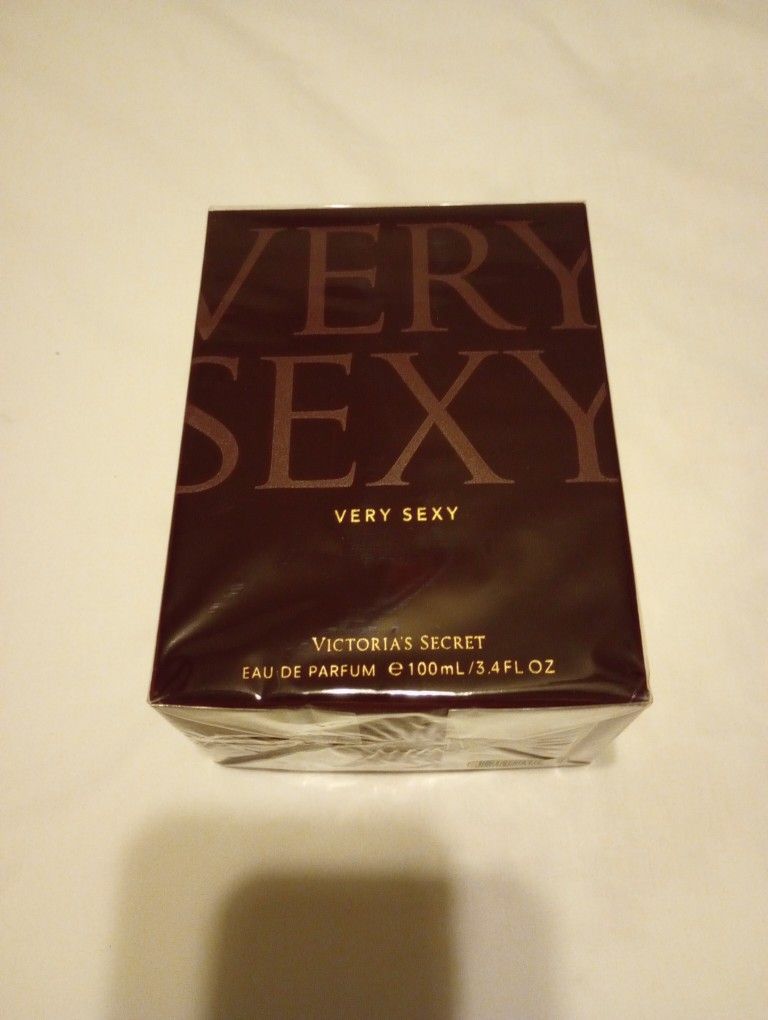 VERY
SEXY
VERY SEXY
VICTORIA'S SECRET
EAU DE PARFUM ℮ 100mL/3.4FL OZ